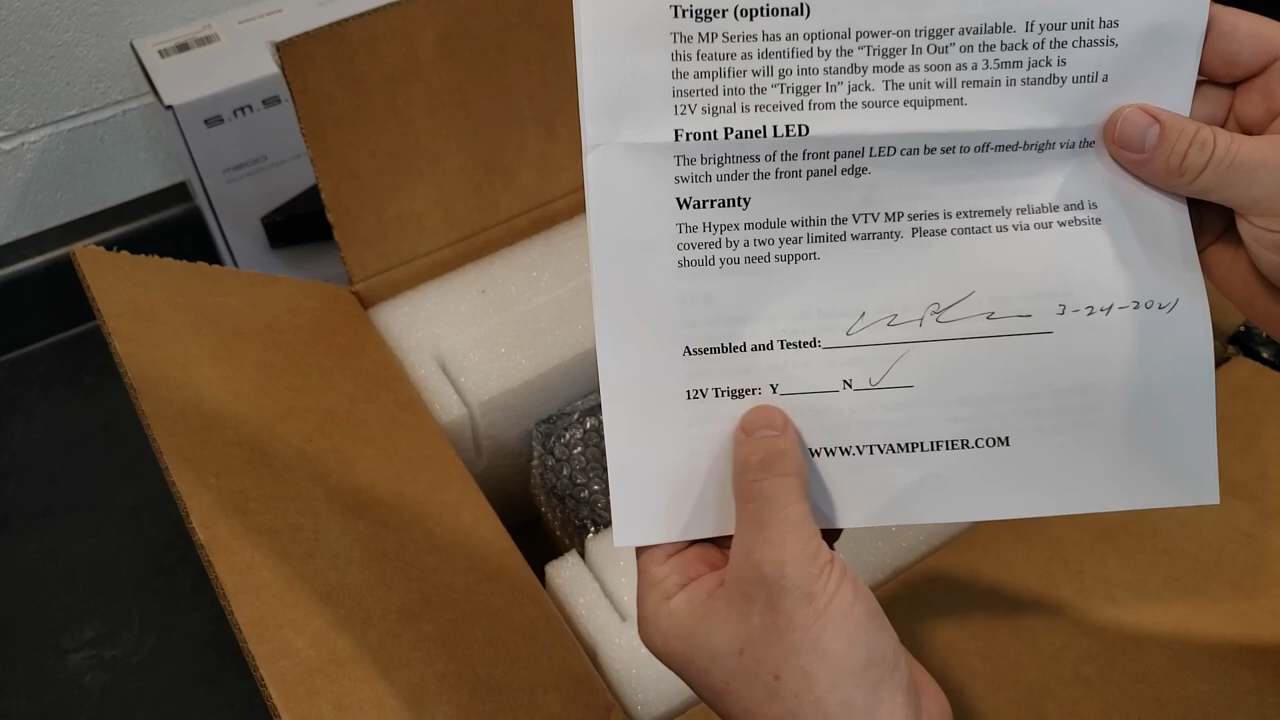 s.m.s.
Trigger (optional)
The MP Series has an optional power-on trigger available. If your unit has
this feature as identified by the “Trigger In Out” on the back of the chassis,
the amplifier will go into standby mode as soon as a 3.5mm jack is
inserted into the “Trigger In” jack. The unit will remain in standby until a
12V signal is received from the source equipment.
Front Panel LED
The brightness of the front panel LED can be set to off-med-bright via the
switch under the front panel edge.
Warranty
The Hypex module within the VTV MP series is extremely reliable and is
covered by a two year limited warranty. Please contact us via our website
should you need support.
Assembled and Tested: 3-24-2021
12V Trigger: Y N ✓
WWW.VTVAMPLIFIER.COM